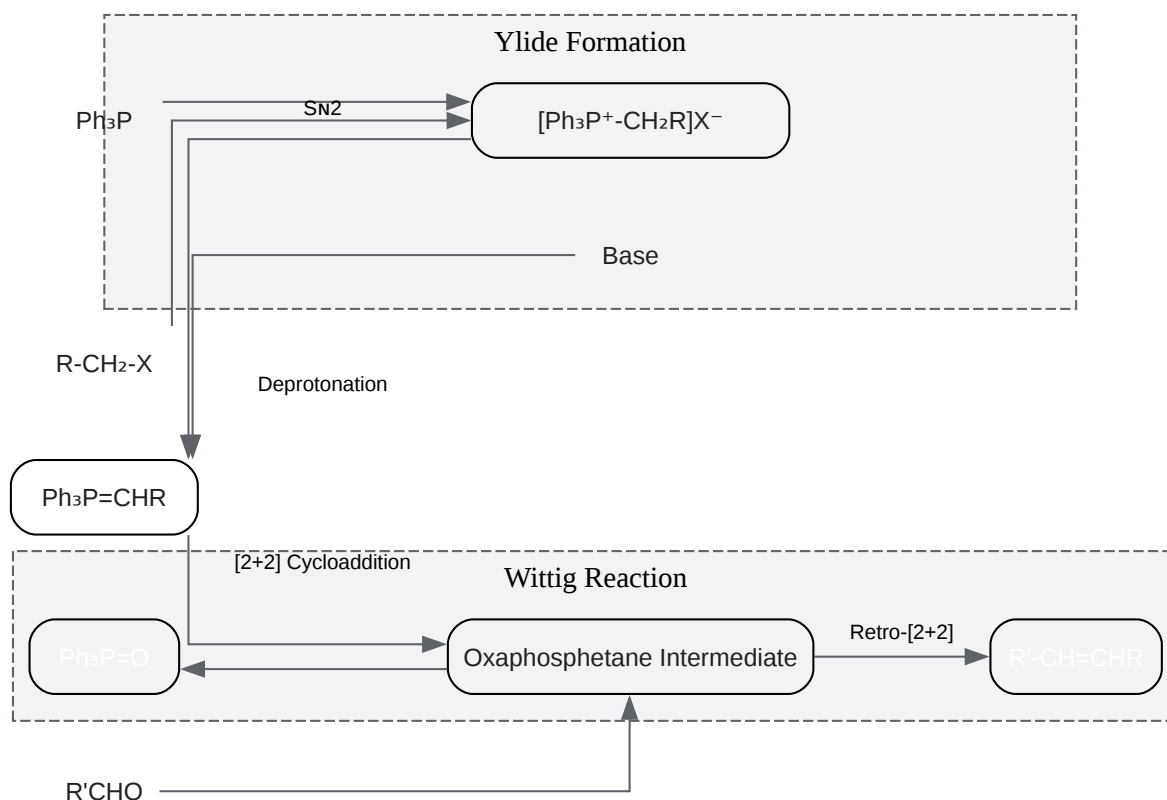 Ylide Formation
Ph₃P
Sɴ2
[Ph₃P⁺-CH₂R]X⁻
Base
R-CH₂-X
Deprotonation
Ph₃P=CHR
[2+2] Cycloaddition
Wittig Reaction
Ph₃P=O
Oxaphosphetane Intermediate
Retro-[2+2]
R'-CH=CHR
R'CHO